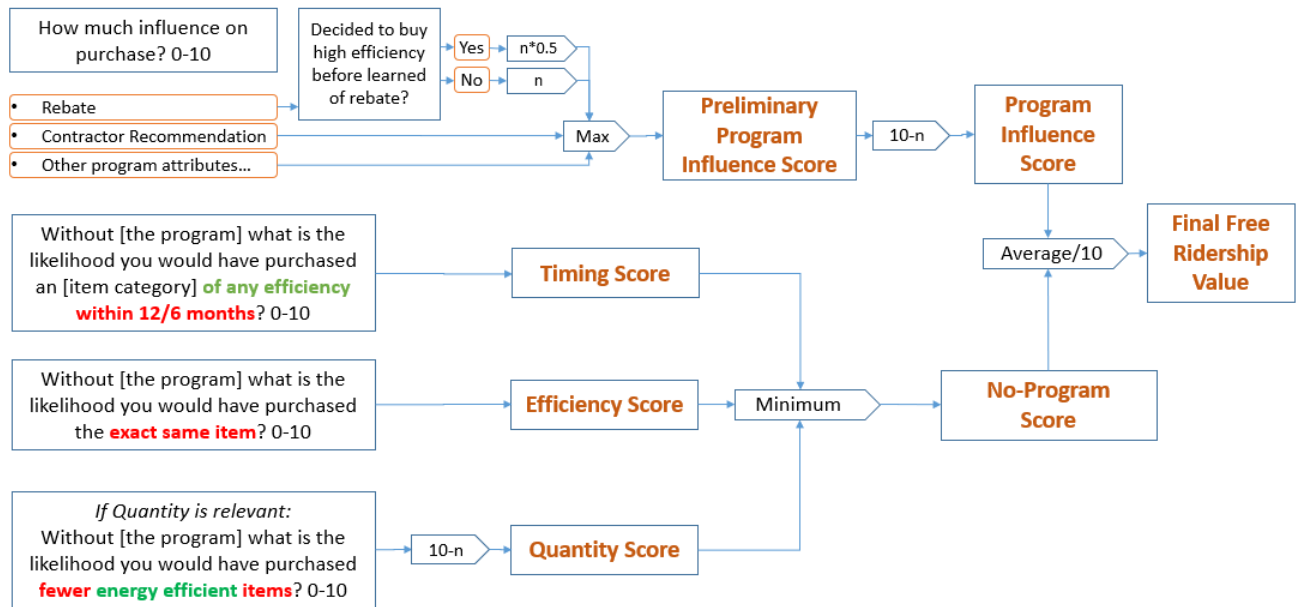 How much influence on
purchase? 0-10
Decided to buy
high efficiency
before learned
of rebate?
Yes
n*0.5
No
n
• Rebate
• Contractor Recommendation
• Other program attributes...
Max
Preliminary
Program
Influence Score
10-n
Program
Influence
Score
Without [the program] what is the
likelihood you would have purchased
an [item category] of any efficiency
within 12/6 months? 0-10
Timing Score
Average/10
Final Free
Ridership
Value
Without [the program] what is the
likelihood you would have purchased
the exact same item? 0-10
Efficiency Score
Minimum
No-Program
Score
If Quantity is relevant:
Without [the program] what is the
likelihood you would have purchased
fewer energy efficient items? 0-10
10-n
Quantity Score